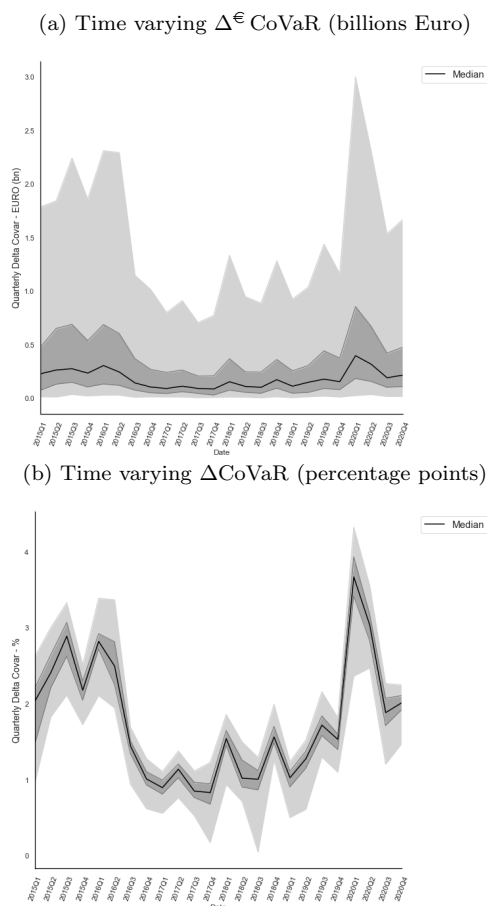 (a) Time varying Δ€ CoVaR (billions Euro)
Median
Quarterly Delta Covar - EURO (bn)
3.0
2.5
2.0
1.5
1.0
0.5
0.0
2015Q1 2015Q2 2015Q3 2015Q4 2016Q1 2016Q2 2016Q3 2016Q4 2017Q1 2017Q2 2017Q3 2017Q4 2018Q1 2018Q2 2018Q3 2018Q4 2019Q1 2019Q2 2019Q3 2019Q4 2020Q1 2020Q2 2020Q3 2020Q4
Date
(b) Time varying ΔCoVaR (percentage points)
Median
Quarterly Delta Covar - %
4
3
2
1
0
2015Q1 2015Q2 2015Q3 2015Q4 2016Q1 2016Q2 2016Q3 2016Q4 2017Q1 2017Q2 2017Q3 2017Q4 2018Q1 2018Q2 2018Q3 2018Q4 2019Q1 2019Q2 2019Q3 2019Q4 2020Q1 2020Q2 2020Q3 2020Q4
Date